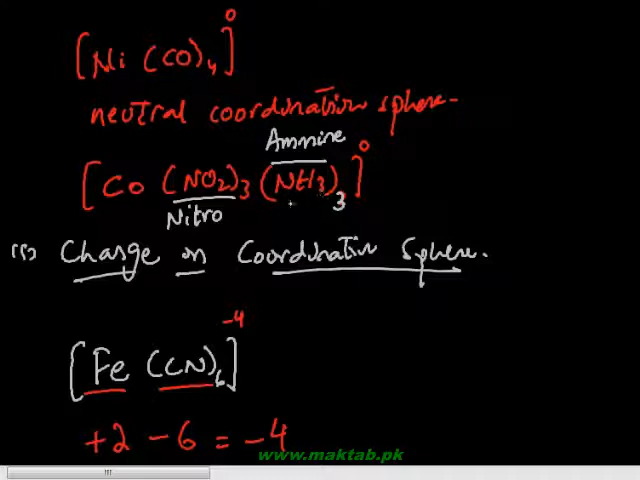 [Ni (CO)₄]⁰
neutral coordination sphere-
Ammine
[Co (NO₂)₃ (NH₃)₃]⁰
Nitro
(ii) Charge on Coordination Sphere.
[Fe (CN)₆]⁻⁴
+2 - 6 = -4
www.maktab.pk